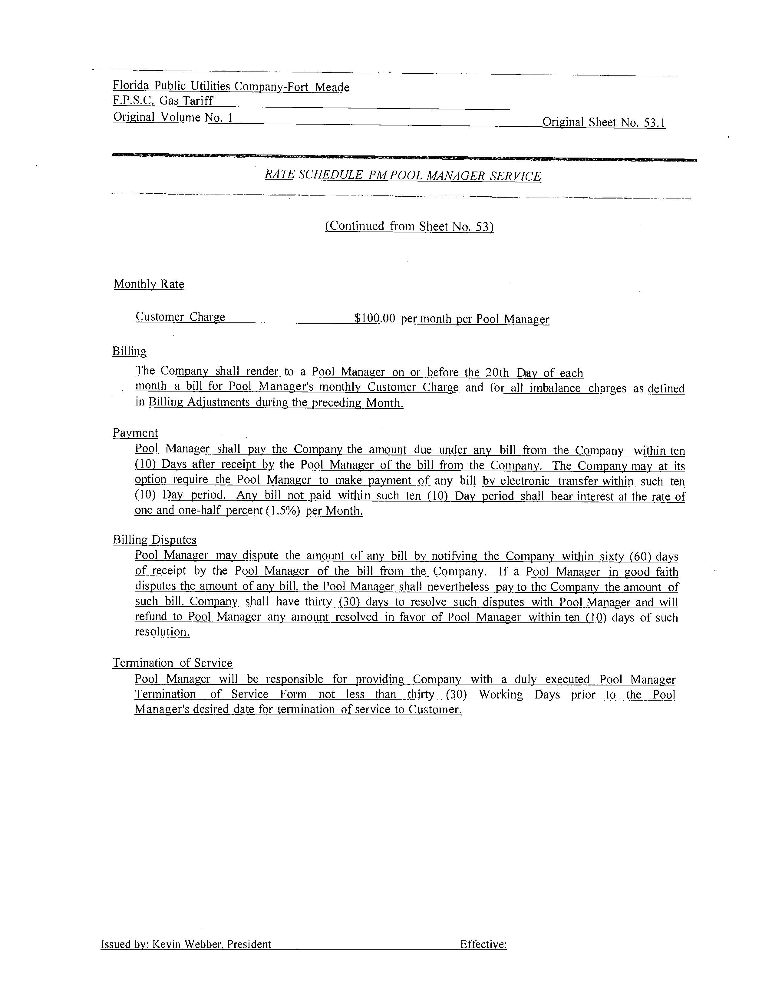 Florida Public Utilities Company-Fort Meade
F.P.S.C. Gas Tariff
Original Volume No. 1 Original Sheet No. 53.1
RATE SCHEDULE PM POOL MANAGER SERVICE
(Continued from Sheet No. 53)
Monthly Rate
Customer Charge $100.00 per month per Pool Manager
Billing
The Company shall render to a Pool Manager on or before the 20th Day of each
month a bill for Pool Manager's monthly Customer Charge and for all imbalance charges as defined
in Billing Adjustments during the preceding Month.
Payment
Pool Manager shall pay the Company the amount due under any bill from the Company within ten
(10) Days after receipt by the Pool Manager of the bill from the Company. The Company may at its
option require the Pool Manager to make payment of any bill by electronic transfer within such ten
(10) Day period. Any bill not paid within such ten (10) Day period shall bear interest at the rate of
one and one-half percent (1.5%) per Month.
Billing Disputes
Pool Manager may dispute the amount of any bill by notifying the Company within sixty (60) days
of receipt by the Pool Manager of the bill from the Company. If a Pool Manager in good faith
disputes the amount of any bill, the Pool Manager shall nevertheless pay to the Company the amount of
such bill. Company shall have thirty (30) days to resolve such disputes with Pool Manager and will
refund to Pool Manager any amount resolved in favor of Pool Manager within ten (10) days of such
resolution.
Termination of Service
Pool Manager will be responsible for providing Company with a duly executed Pool Manager
Termination of Service Form not less than thirty (30) Working Days prior to the Pool
Manager's desired date for termination of service to Customer.
Issued by: Kevin Webber, President Effective: